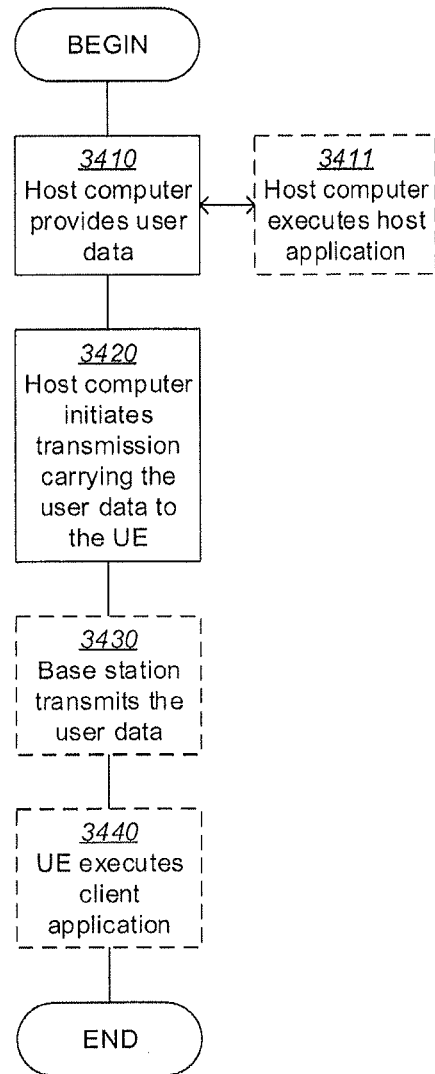 BEGIN
3410
Host computer
provides user
data
3411
Host computer
executes host
application
3420
Host computer
initiates
transmission
carrying the
user data to
the UE
3430
Base station
transmits the
user data
3440
UE executes
client
application
END